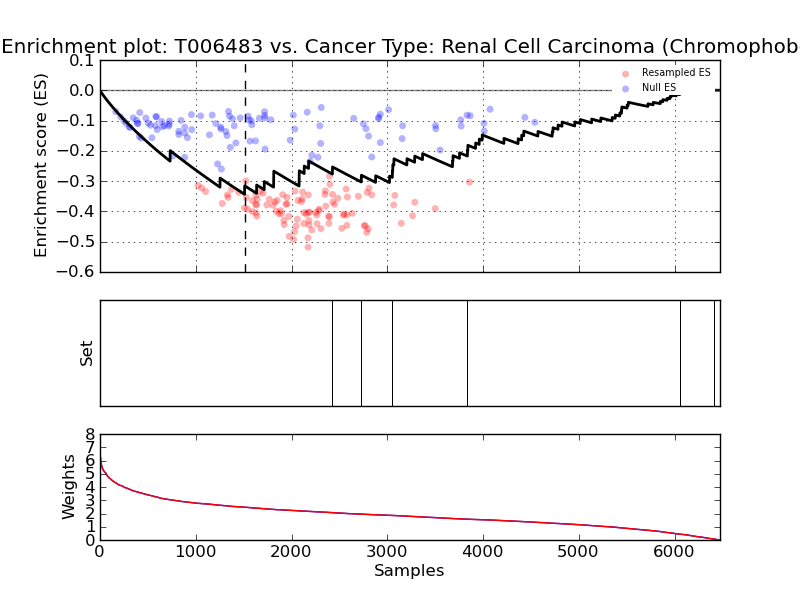 Enrichment plot: T006483 vs. Cancer Type: Renal Cell Carcinoma (Chromophob
0.1
0.0
−0.1
−0.2
−0.3
−0.4
−0.5
−0.6
Enrichment score (ES)
Resampled ES
Null ES
Set
8
7
6
5
4
3
2
1
0
Weights
0 1000 2000 3000 4000 5000 6000
Samples